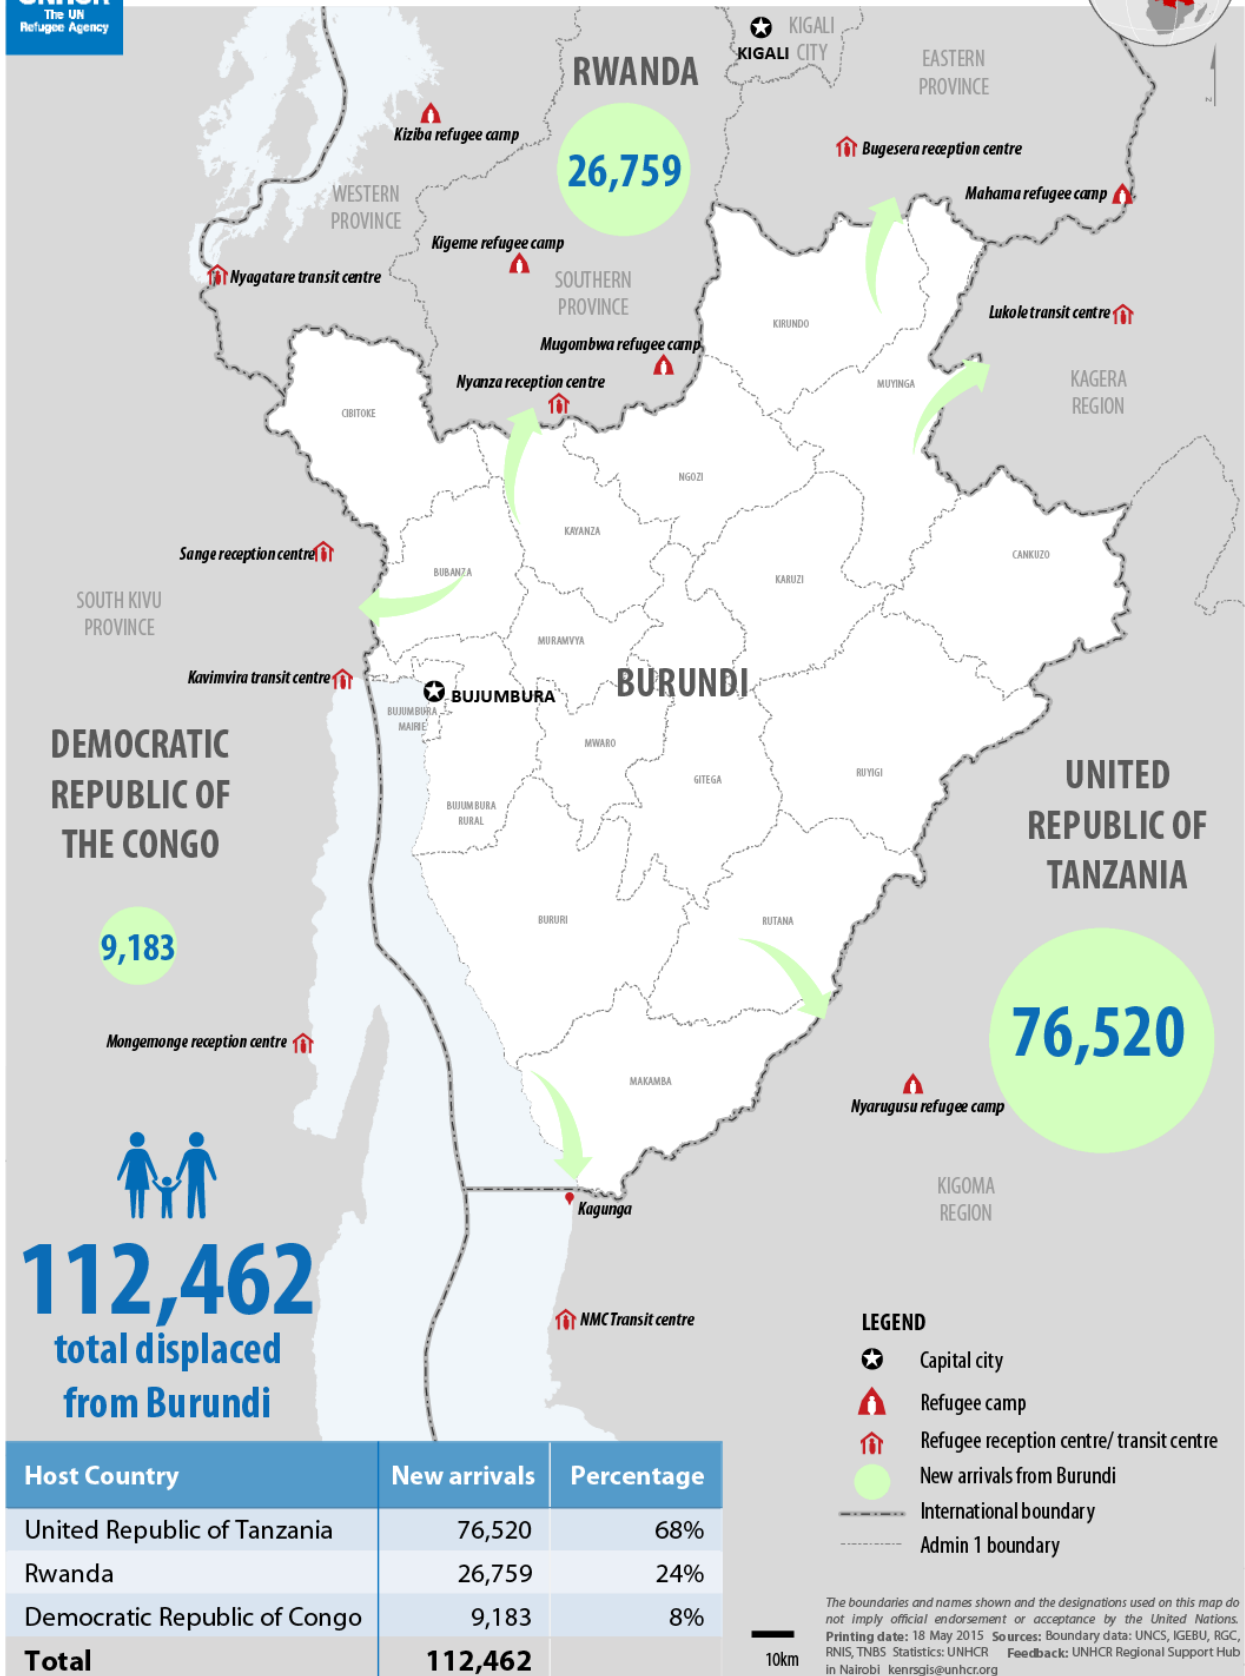 UNHCR
The UN
Refugee Agency
KIGALI
CITY
KIGALI
RWANDA
26,759
EASTERN
PROVINCE
N
Kiziba refugee camp
Bugesera reception centre
Mahama refugee camp
WESTERN
PROVINCE
Kigeme refugee camp
Nyagatare transit centre
SOUTHERN
PROVINCE
Lukole transit centre
KIRUNDO
Mugombwa refugee camp
Nyanza reception centre
MUYINGA
KAGERA
REGION
CIBITOKE
NGOZI
KAYANZA
Sange reception centre
CANKUZO
BUBANZA
KARUZI
SOUTH KIVU
PROVINCE
MURAMVYA
Kavimvira transit centre
BURUNDI
BUJUMBURA
BUJUMBURA
MAIRIE
MWARO
GITEGA
RUYIGI
DEMOCRATIC
REPUBLIC OF
THE CONGO
9,183
UNITED
REPUBLIC OF
TANZANIA
76,520
BUJUMBURA
RURAL
BURURI
RUTANA
Mongemonge reception centre
MAKAMBA
Nyarugusu refugee camp
KIGOMA
REGION
Kagunga
112,462
total displaced
from Burundi
NMC Transit centre
LEGEND
Capital city
Refugee camp
Refugee reception centre/ transit centre
New arrivals from Burundi
International boundary
Admin 1 boundary
Host Country New arrivals Percentage
United Republic of Tanzania 76,520 68%
Rwanda 26,759 24%
Democratic Republic of Congo 9,183 8%
Total 112,462
10km
The boundaries and names shown and the designations used on this map do
not imply official endorsement or acceptance by the United Nations.
Printing date: 18 May 2015 Sources: Boundary data: UNCS, IGEBU, RGC,
RNIS, TNBS Statistics: UNHCR Feedback: UNHCR Regional Support Hub
in Nairobi kenrsgis@unhcr.org